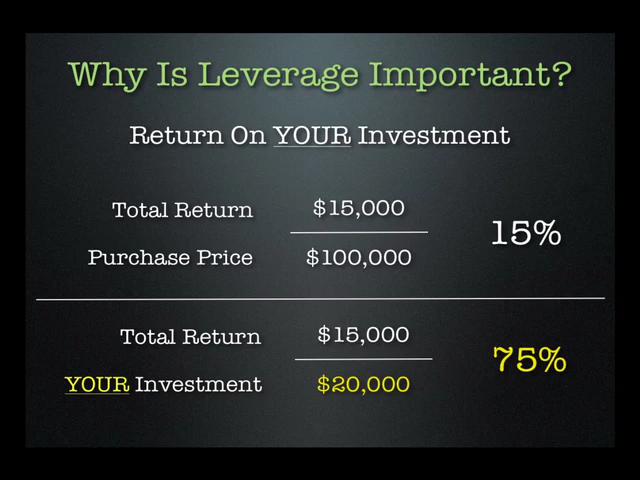 Why Is Leverage Important?
Return On YOUR Investment
Total Return $15,000
15%
Purchase Price $100,000
Total Return $15,000
75%
YOUR Investment $20,000